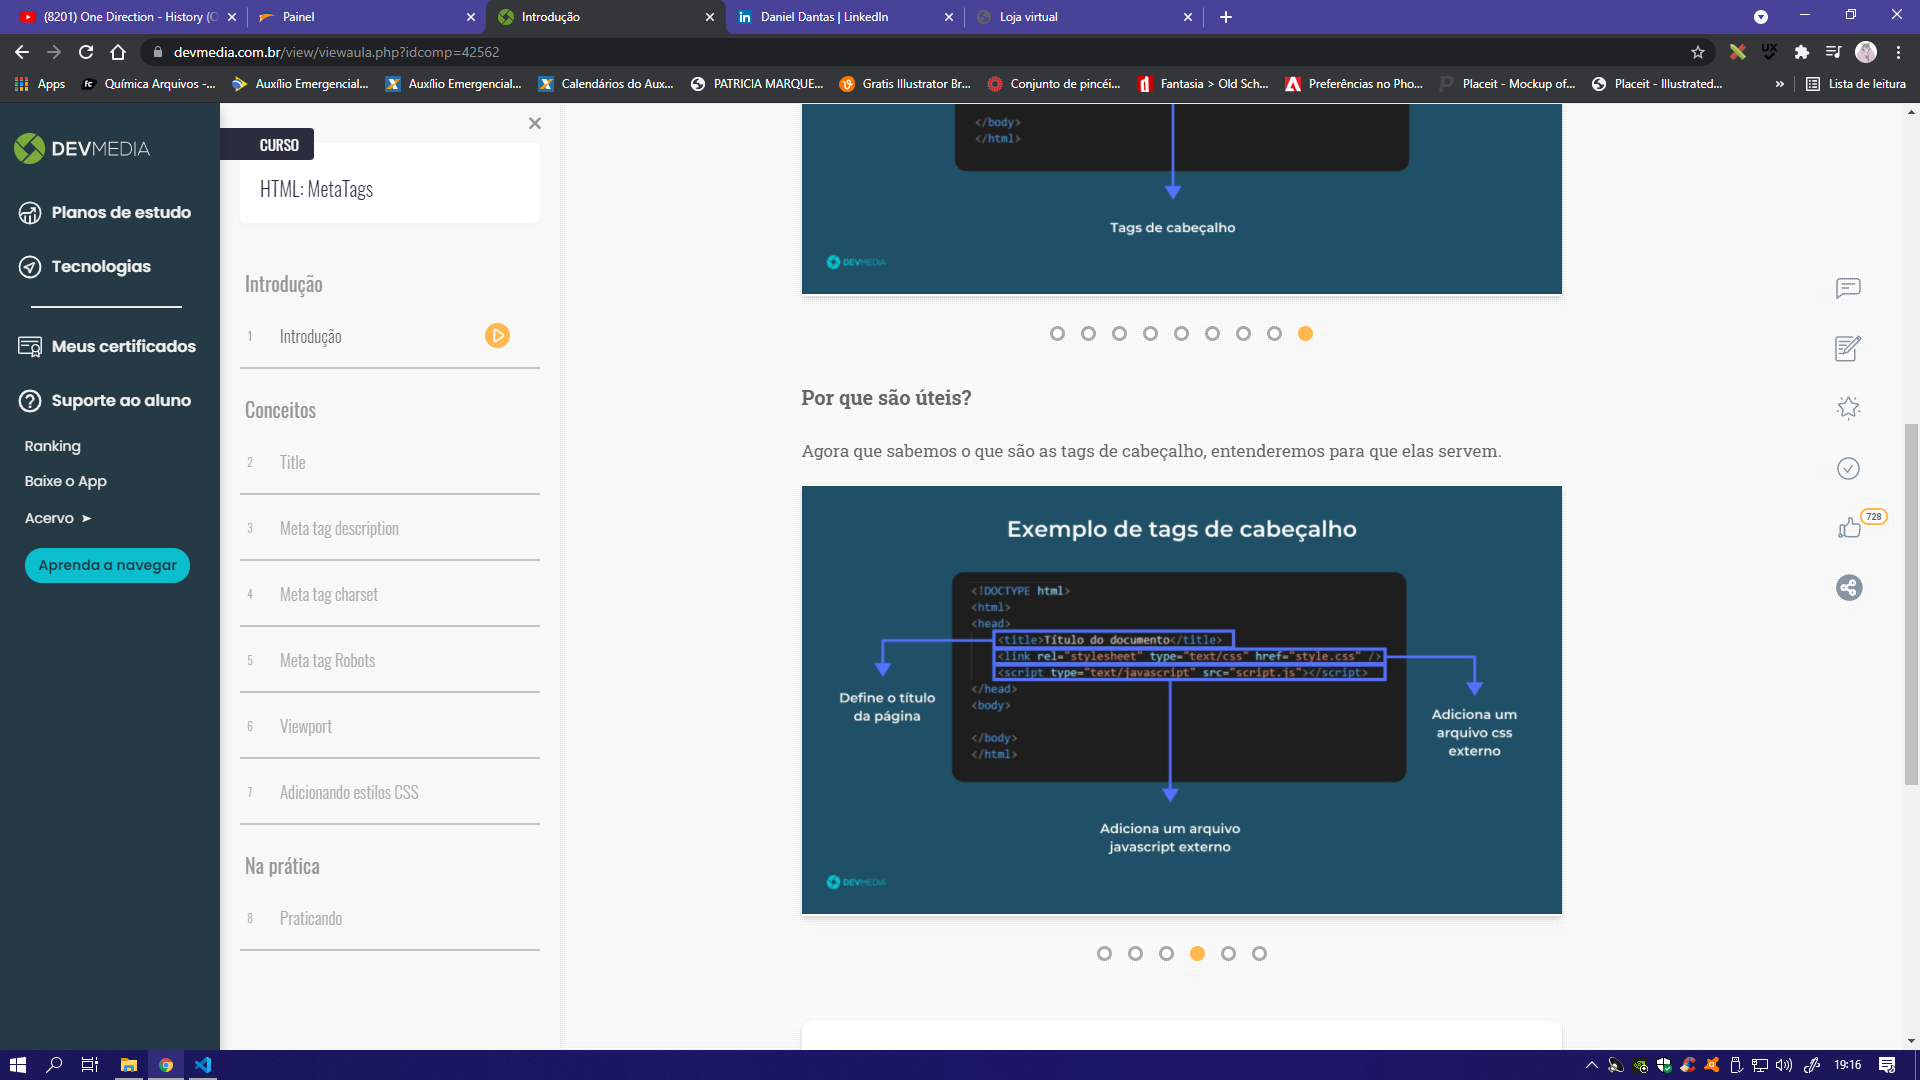 (8201) One Direction - History (O
Painel
Introdução
Daniel Dantas | LinkedIn
Loja virtual
devmedia.com.br/view/viewaula.php?idcomp=42562
Apps
Química Arquivos -...
Auxílio Emergencial...
Auxílio Emergencial...
Calendários do Aux...
PATRICIA MARQUE...
Gratis Illustrator Br...
Conjunto de pincéi...
Fantasia > Old Sch...
Preferências no Pho...
Placeit - Mockup of...
Placeit - Illustrated...
»
Lista de leitura
DEVMEDIA
Planos de estudo
Tecnologias
Meus certificados
Suporte ao aluno
Ranking
Baixe o App
Acervo ➤
Aprenda a navegar
CURSO
HTML: MetaTags
Introdução
1 Introdução
Conceitos
2 Title
3 Meta tag description
4 Meta tag charset
5 Meta tag Robots
6 Viewport
7 Adicionando estilos CSS
Na prática
8 Praticando
</body>
</html>
Tags de cabeçalho
DEVMEDIA
Por que são úteis?
Agora que sabemos o que são as tags de cabeçalho, entenderemos para que elas servem.
Exemplo de tags de cabeçalho
<!DOCTYPE html>
<html>
<head>
<title>Título do documento</title>
<link rel="stylesheet" type="text/css" href="style.css" />
<script type="text/javascript" src="script.js"></script>
</head>
<body>
</body>
</html>
Define o título
da página
Adiciona um
arquivo css
externo
Adiciona um arquivo
javascript externo
DEVMEDIA
728
19:16